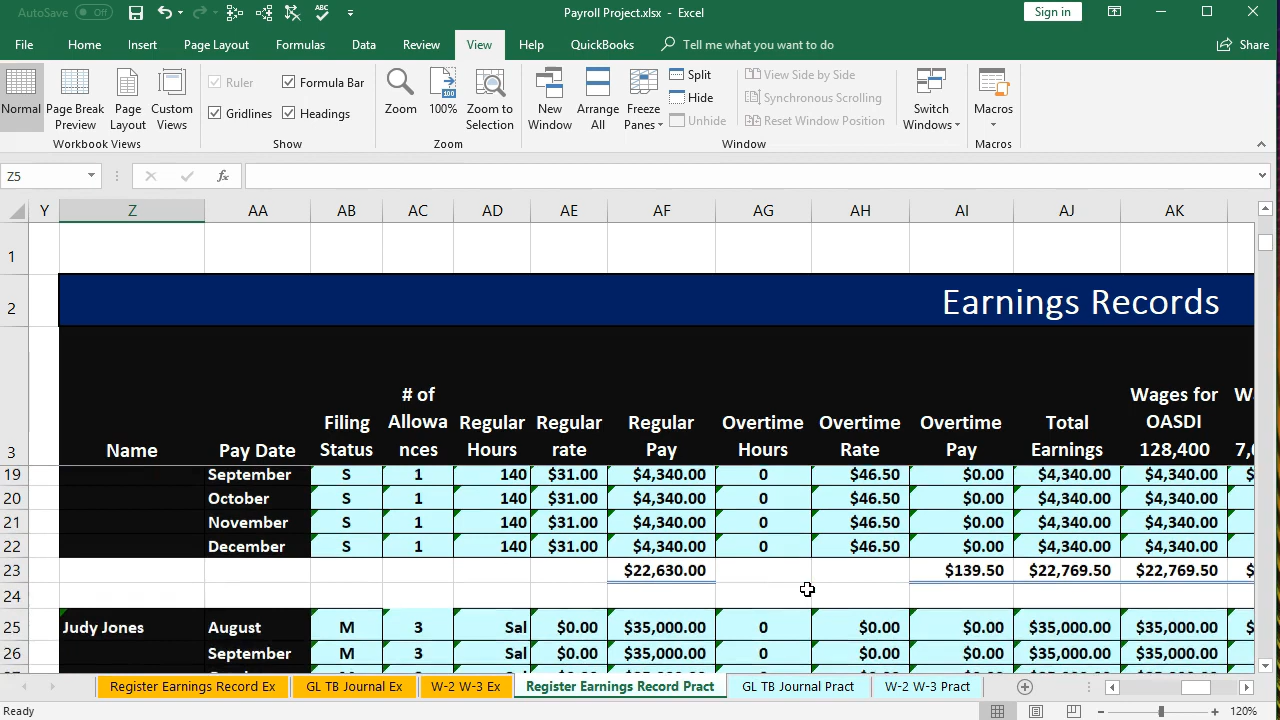 AutoSave Off Payroll Project.xlsx - Excel Sign in
File Home Insert Page Layout Formulas Data Review View Help QuickBooks Tell me what you want to do Share
Normal Page Break Preview Page Layout Custom Views Workbook Views
Ruler Formula Bar
Gridlines Headings
Show
Zoom 100% Zoom to Selection
Zoom
New Window Arrange All Freeze Panes Split Hide Unhide View Side by Side Synchronous Scrolling Reset Window Position Switch Windows
Window
Macros
Macros
Z5 fx
Y Z AA AB AC AD AE AF AG AH AI AJ AK
1
2 Earnings Records
3 Name Pay Date Filing Status # of Allowa nces Regular Hours Regular rate Regular Pay Overtime Hours Overtime Rate Overtime Pay Total Earnings Wages for OASDI 128,400
19 September S 1 140 $31.00 $4,340.00 0 $46.50 $0.00 $4,340.00 $4,340.00 $
20 October S 1 140 $31.00 $4,340.00 0 $46.50 $0.00 $4,340.00 $4,340.00
21 November S 1 140 $31.00 $4,340.00 0 $46.50 $0.00 $4,340.00 $4,340.00
22 December S 1 140 $31.00 $4,340.00 0 $46.50 $0.00 $4,340.00 $4,340.00
23 $22,630.00 $139.50 $22,769.50 $22,769.50 $
24
25 Judy Jones August M 3 Sal $0.00 $35,000.00 0 $0.00 $0.00 $35,000.00 $35,000.00 $
26 September M 3 Sal $0.00 $35,000.00 0 $0.00 $0.00 $35,000.00 $35,000.00
Register Earnings Record Ex GL TB Journal Ex W-2 W-3 Ex Register Earnings Record Pract GL TB Journal Pract W-2 W-3 Pract
Ready 120%